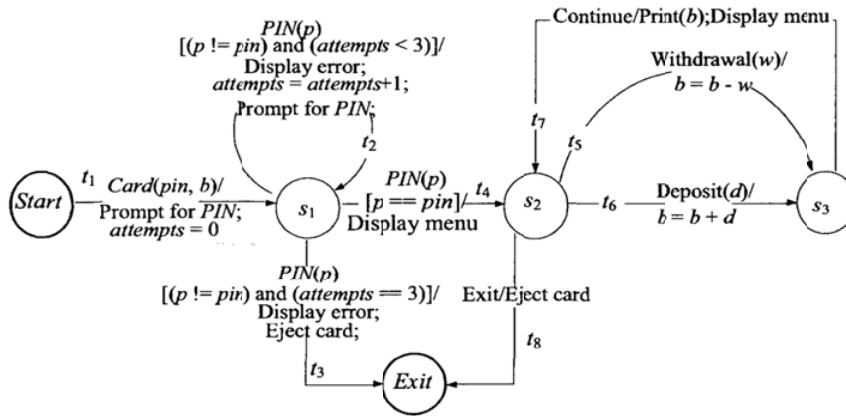 Continue/Print(b);Display menu
PIN(p)
[(p != pin) and (attempts < 3)]/
Display error;
attempts = attempts+1;
Prompt for PIN;
Withdrawal(w)/
b = b - w
t7
t5
t2
Start
t1
Card(pin, b)/
Prompt for PIN;
attempts = 0
s1
PIN(p)
[p == pin]/
Display menu
t4
s2
t6
Deposit(d)/
b = b + d
s3
PIN(p)
[(p != pin) and (attempts == 3)]/
Display error;
Eject card;
t3
Exit/Eject card
t8
Exit